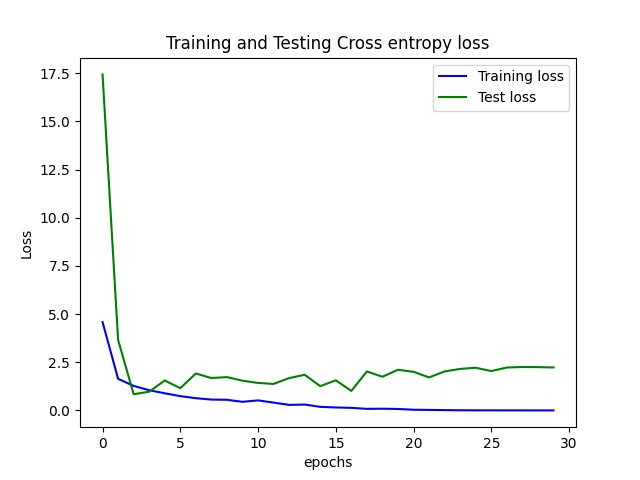 Training and Testing Cross entropy loss
Training loss
Test loss
17.5
15.0
12.5
10.0
7.5
5.0
2.5
0.0
Loss
0 5 10 15 20 25 30
epochs